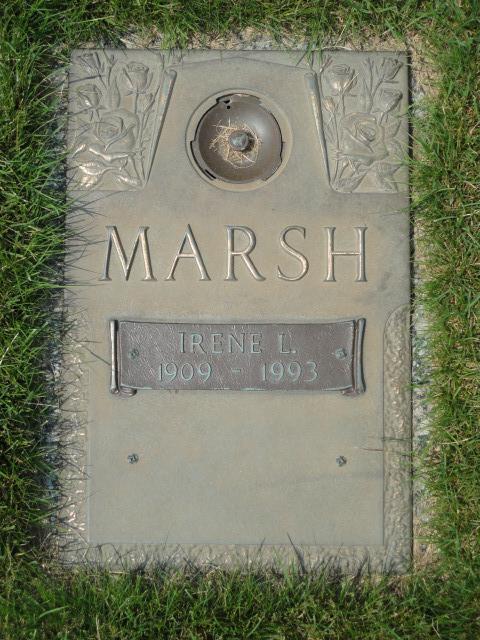 MARSH
IRENE L.
1909 - 1993